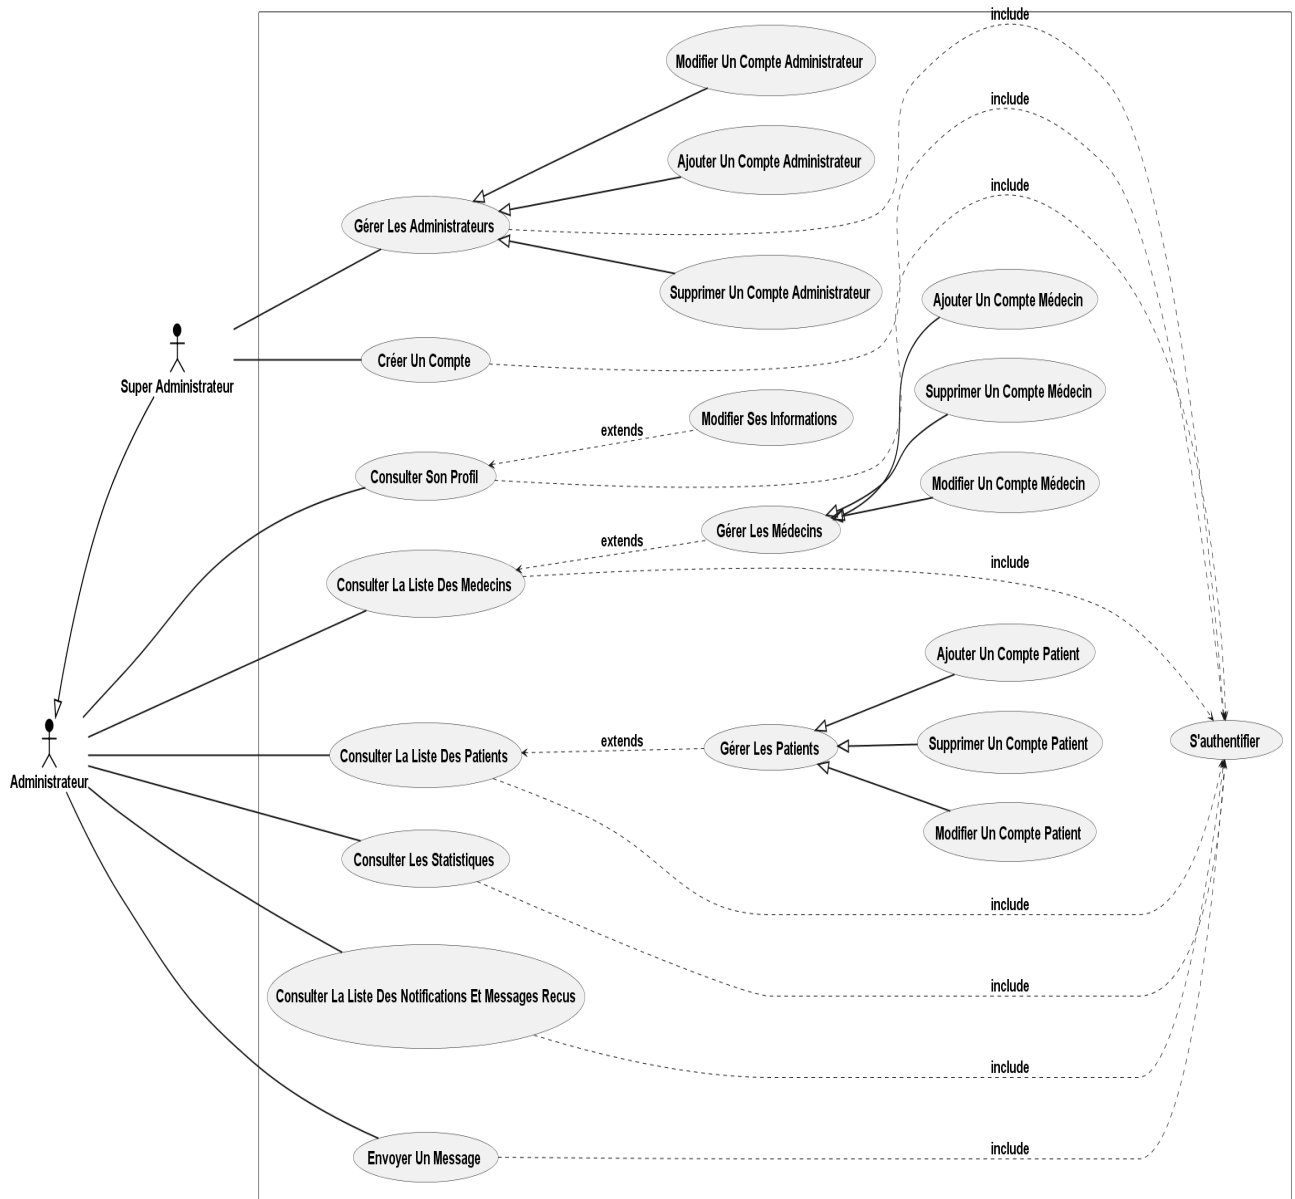 include
Modifier Un Compte Administrateur
include
Ajouter Un Compte Administrateur
include
Gérer Les Administrateurs
Supprimer Un Compte Administrateur
Ajouter Un Compte Médecin
Super Administrateur
Créer Un Compte
Supprimer Un Compte Médecin
Modifier Ses Informations
extends
Consulter Son Profil
Modifier Un Compte Médecin
Gérer Les Médecins
extends
include
Consulter La Liste Des Medecins
Ajouter Un Compte Patient
Administrateur
Consulter La Liste Des Patients
extends
Gérer Les Patients
Supprimer Un Compte Patient
S'authentifier
Modifier Un Compte Patient
Consulter Les Statistiques
include
include
Consulter La Liste Des Notifications Et Messages Recus
include
include
Envoyer Un Message